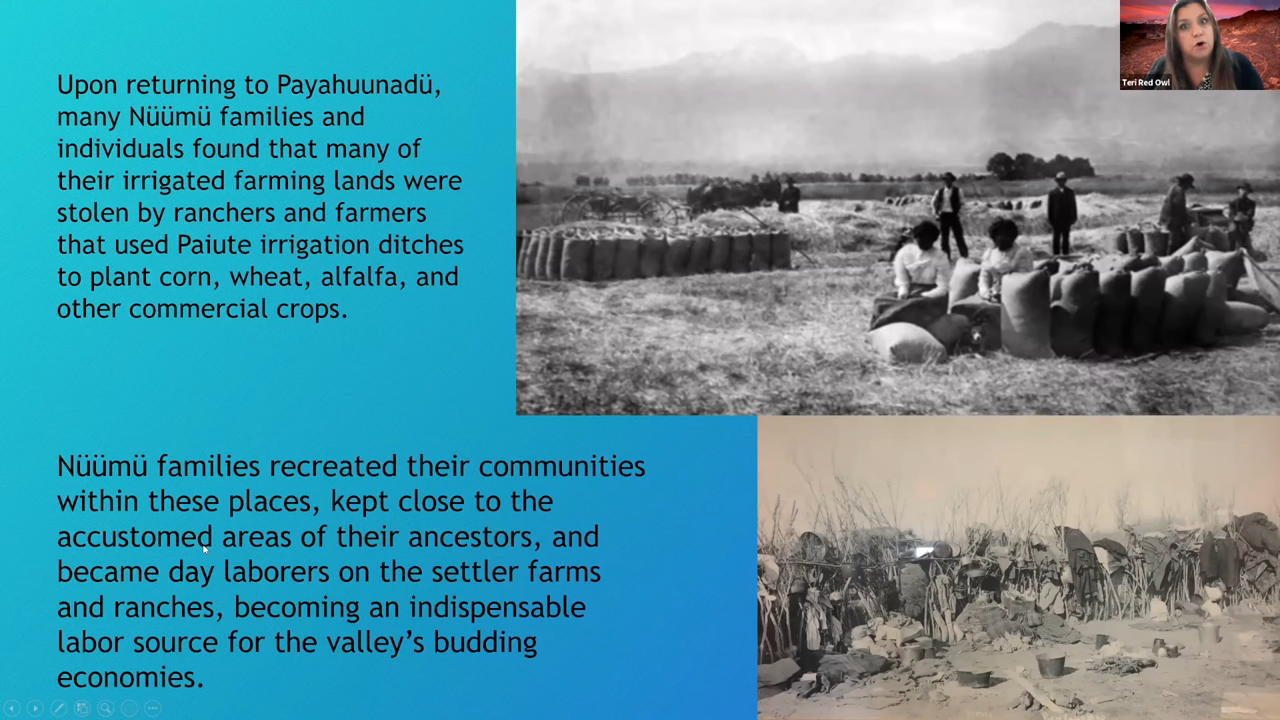 Upon returning to Payahuunadü,
many Nüümü families and
individuals found that many of
their irrigated farming lands were
stolen by ranchers and farmers
that used Paiute irrigation ditches
to plant corn, wheat, alfalfa, and
other commercial crops.
Nüümü families recreated their communities
within these places, kept close to the
accustomed areas of their ancestors, and
became day laborers on the settler farms
and ranches, becoming an indispensable
labor source for the valley’s budding
economies.
Teri Red Owl